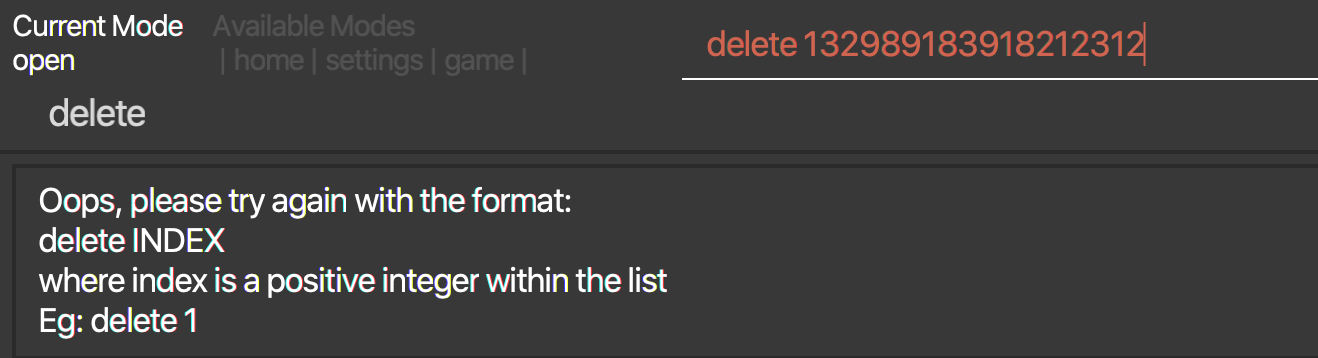 Current Mode Available Modes
open | home | settings | game |
delete 132989183918212312
delete
Oops, please try again with the format:
delete INDEX
where index is a positive integer within the list
Eg: delete 1